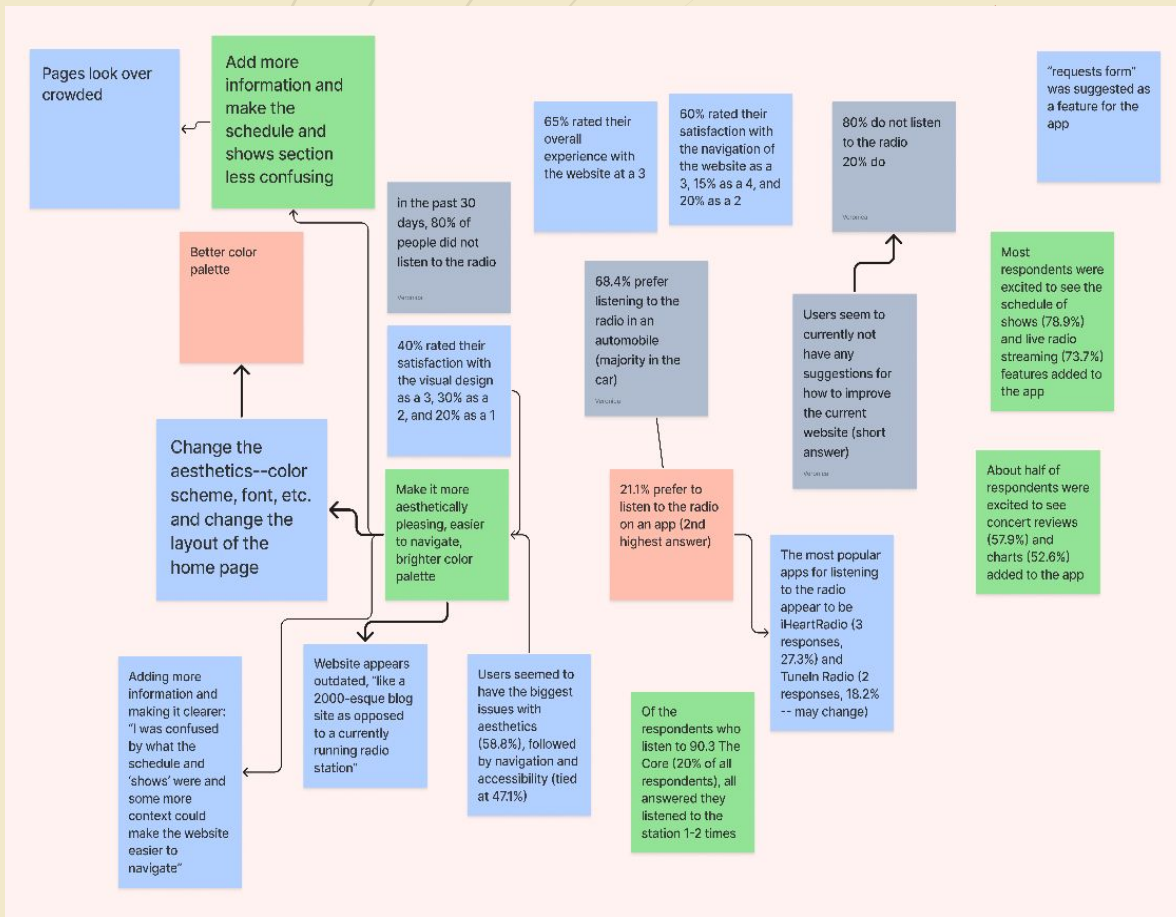 Pages look over
crowded
Add more
information and
make the
schedule and
shows section
less confusing
Better color
palette
in the past 30
days, 80% of
people did not
listen to the radio
Veronica
40% rated their
satisfaction with
the visual design
as a 3, 30% as a
2, and 20% as a 1
Change the
aesthetics--color
scheme, font, etc.
and change the
layout of the
home page
Make it more
aesthetically
pleasing, easier
to navigate,
brighter color
palette
Adding more
information and
making it clearer:
“I was confused
by what the
schedule and
‘shows’ were and
some more
context could
make the website
easier to
navigate”
Website appears
outdated, “like a
2000-esque blog
site as opposed
to a currently
running radio
station”
Users seemed to
have the biggest
issues with
aesthetics
(58.8%), followed
by navigation and
accessibility (tied
at 47.1%)
65% rated their
overall
experience with
the website at a 3
60% rated their
satisfaction with
the navigation of
the website as a
3, 15% as a 4, and
20% as a 2
80% do not listen
to the radio
20% do
Veronica
68.4% prefer
listening to the
radio in an
automobile
(majority in the
car)
Veronica
Users seem to
currently not
have any
suggestions for
how to improve
the current
website (short
answer)
Veronica
21.1% prefer to
listen to the radio
on an app (2nd
highest answer)
The most popular
apps for listening
to the radio
appear to be
iHeartRadio (3
responses,
27.3%) and
TuneIn Radio (2
responses, 18.2%
-- may change)
Of the
respondents who
listen to 90.3 The
Core (20% of all
respondents), all
answered they
listened to the
station 1-2 times
“requests form”
was suggested as
a feature for the
app
Most
respondents were
excited to see the
schedule of
shows (78.9%)
and live radio
streaming (73.7%)
features added to
the app
About half of
respondents were
excited to see
concert reviews
(57.9%) and
charts (52.6%)
added to the app